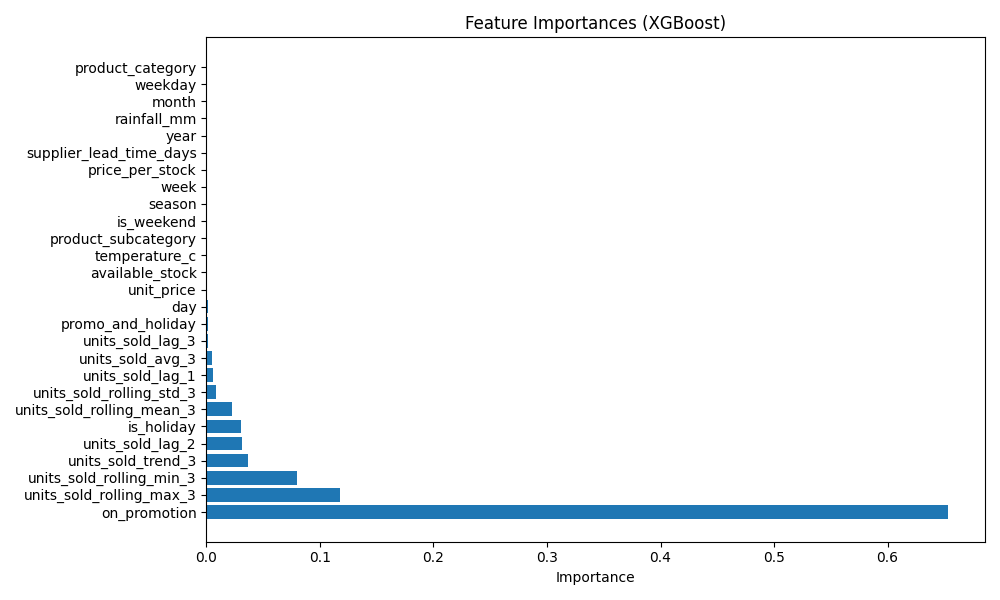 Feature Importances (XGBoost)
product_category
weekday
month
rainfall_mm
year
supplier_lead_time_days
price_per_stock
week
season
is_weekend
product_subcategory
temperature_c
available_stock
unit_price
day
promo_and_holiday
units_sold_lag_3
units_sold_avg_3
units_sold_lag_1
units_sold_rolling_std_3
units_sold_rolling_mean_3
is_holiday
units_sold_lag_2
units_sold_trend_3
units_sold_rolling_min_3
units_sold_rolling_max_3
on_promotion
0.0 0.1 0.2 0.3 0.4 0.5 0.6
Importance